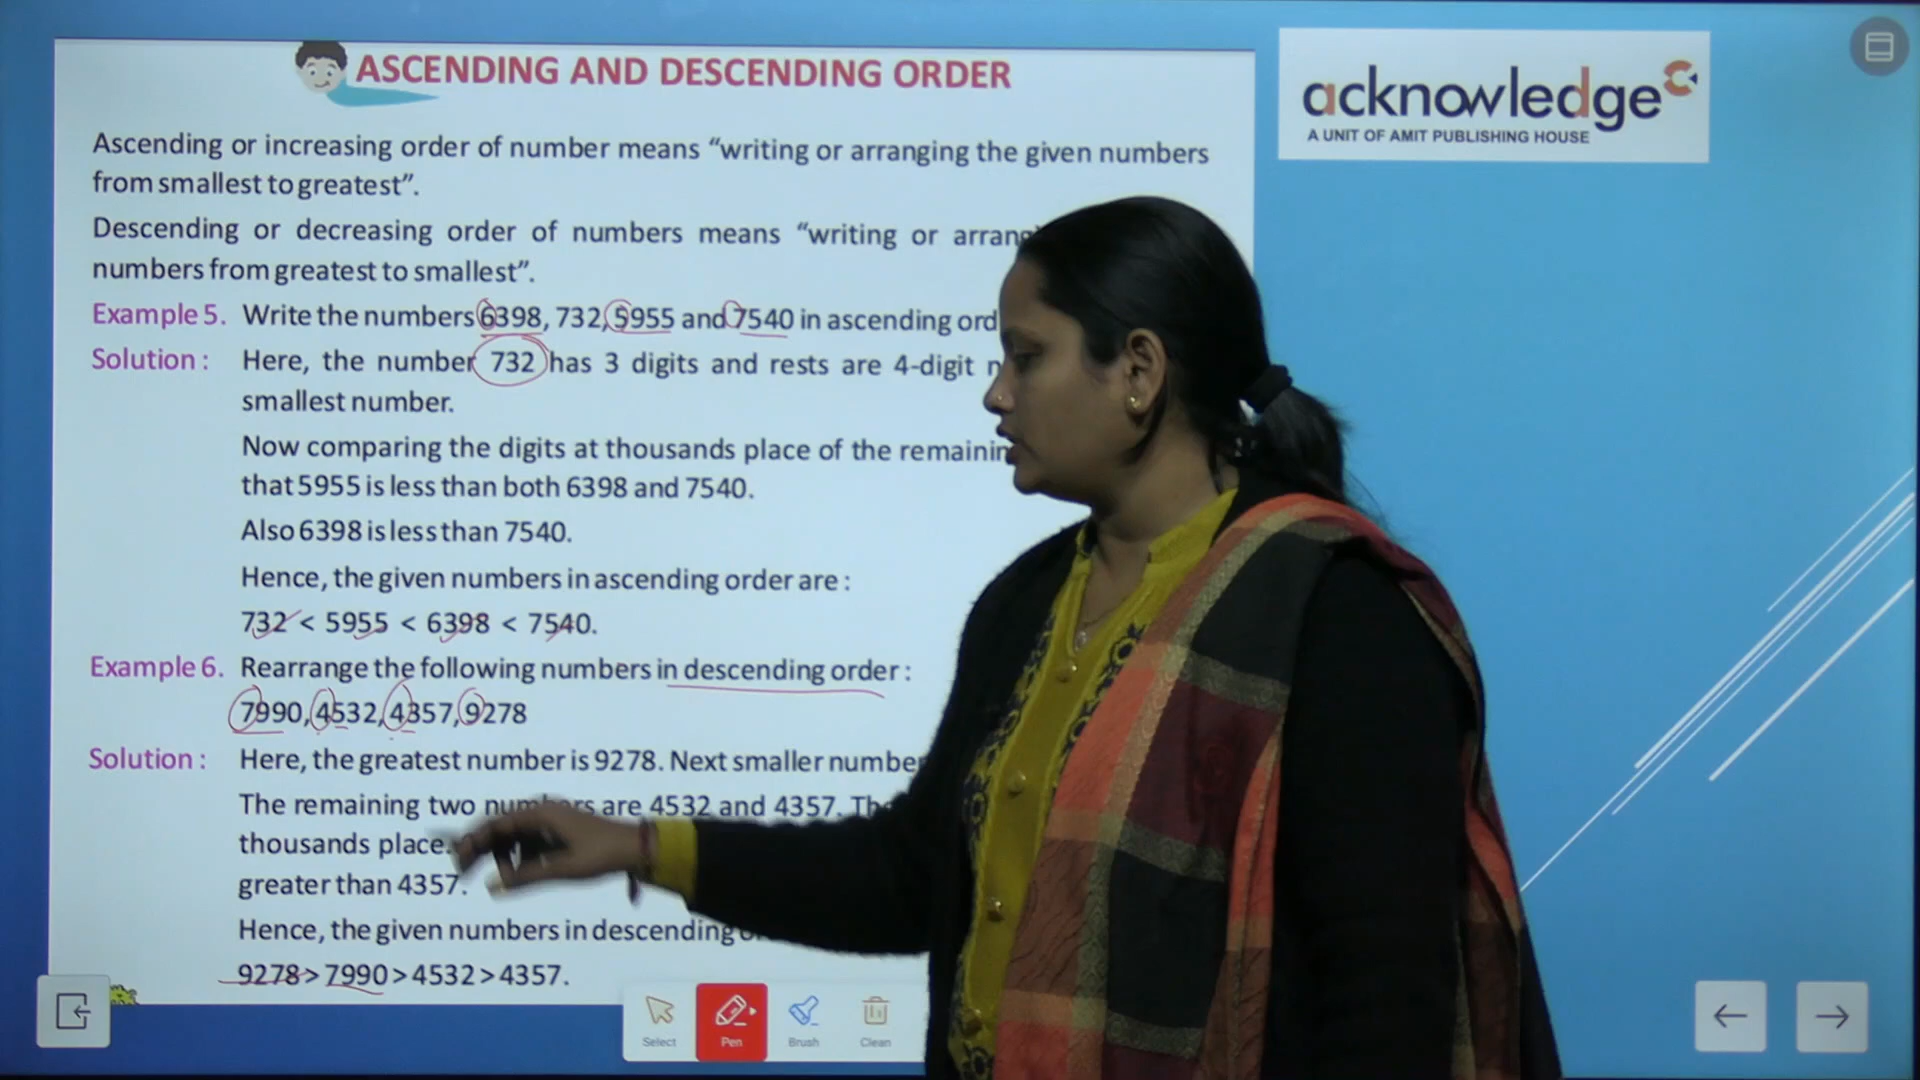 ASCENDING AND DESCENDING ORDER
acknowledge
A UNIT OF AMIT PUBLISHING HOUSE
Ascending or increasing order of number means “writing or arranging the given numbers
from smallest to greatest”.
Descending or decreasing order of numbers means “writing or
numbers from greatest to smallest”.
Example 5. Write the numbers 6398, 732, 5955 and 7540 in ascending
Solution : Here, the number 732 has 3 digits and rests are 4-digit
smallest number.
Now comparing the digits at thousands place of the
that 5955 is less than both 6398 and 7540.
Also 6398 is less than 7540.
Hence, the given numbers in ascending order are :
732 < 5955 < 6398 < 7540.
Example 6. Rearrange the following numbers in descending order :
7990, 4532, 4357, 9278
Solution : Here, the greatest number is 9278. Next smaller
The remaining two numbers are 4532 and 4357.
thousands place.
greater than 4357.
Hence, the given numbers in descending
9278 > 7990 > 4532 > 4357.
Select Pen Brush Clean